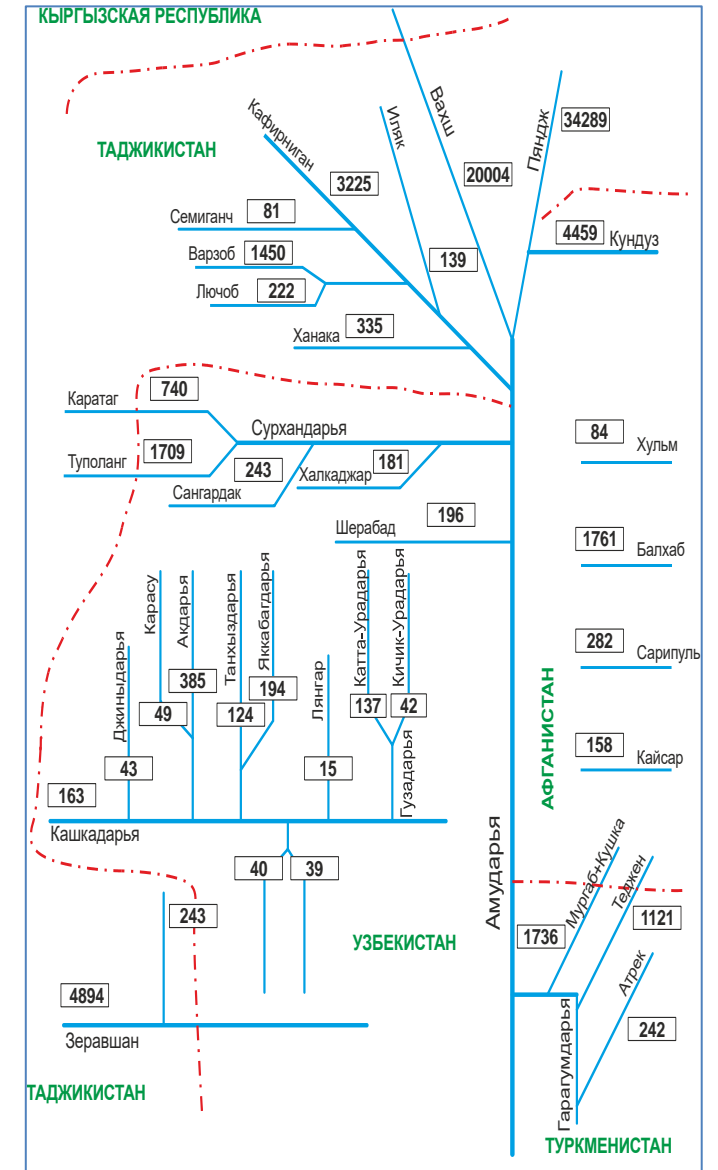 КЫРГЫЗСКАЯ РЕСПУБЛИКА
ТАДЖИКИСТАН
Кафирниган
3225
Иляк
139
Вахш
20004
Пяндж
34289
4459
Кундуз
Семиганч
81
Варзоб
1450
Лючоб
222
Ханака
335
Каратаг
740
Сурхандарья
Туполанг
1709
Сангардак
243
Халкаджар
181
Шерабад
196
84
Хульм
1761
Балхаб
282
Сарипуль
158
Кайсар
АФГАНИСТАН
Джиныдарья
43
Карасу
49
Акдарья
385
Танхыздарья
124
Яккабагдарья
194
Лянгар
15
Катта-Урадарья
137
Кичик-Урадарья
42
Гузадарья
163
Кашкадарья
40
39
243
УЗБЕКИСТАН
4894
Зеравшан
ТАДЖИКИСТАН
Амударья
1736
Мургаб+Кушка
Теджен
1121
Атрек
242
Гарагумдарья
ТУРКМЕНИСТАН